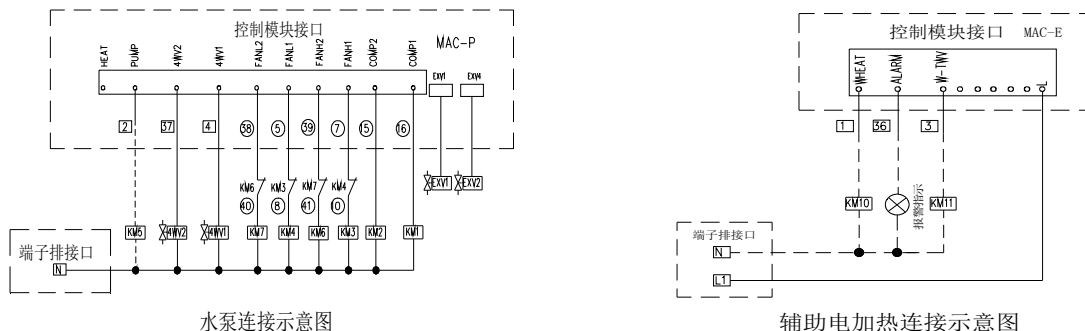 控制模块接口
MAC-P
HEAT
PUMP
4WV2
4WV1
FANL2
FANL1
FANH2
FANH1
COMP2
COMP1
EXV1
EXV4
2
37
4
38
5
39
7
15
16
KM6
KM3
KM7
KM4
40
8
41
10
EXV1
EXV2
KM5
4WV2
4WV1
KM7
KM4
KM6
KM3
KM2
KM1
端子排接口
N
水泵连接示意图
控制模块接口 MAC-E
WHEAT
ALARM
W-TWV
L
1
36
3
KM10
报警指示
KM11
端子排接口
N
L1
辅助电加热连接示意图